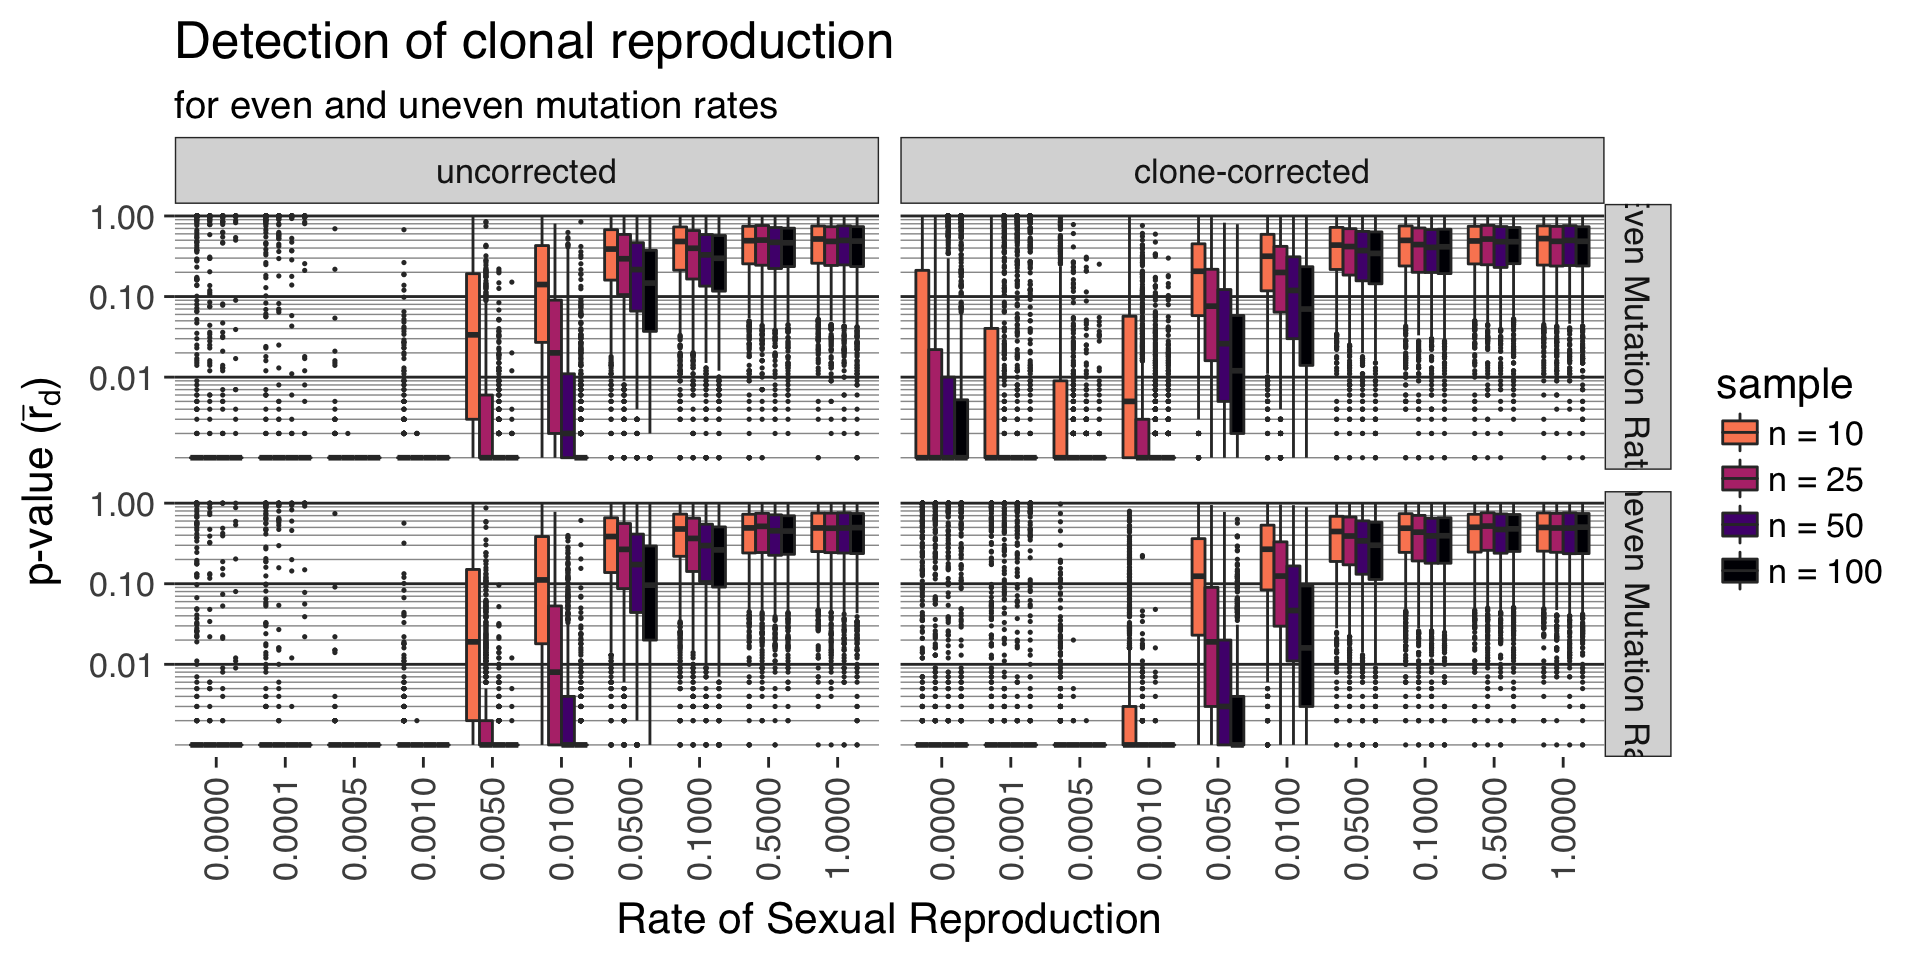 Detection of clonal reproduction
for even and uneven mutation rates
uncorrected
clone-corrected
1.00
0.10
0.01
1.00
0.10
0.01
p-value (r̄d)
Mutation
Mutation
0.0000
0.0001
0.0005
0.0010
0.0050
0.0100
0.0500
0.1000
0.5000
1.0000
0.0000
0.0001
0.0005
0.0010
0.0050
0.0100
0.0500
0.1000
0.5000
1.0000
Rate of Sexual Reproduction
sample
n = 10
n = 25
n = 50
n = 100